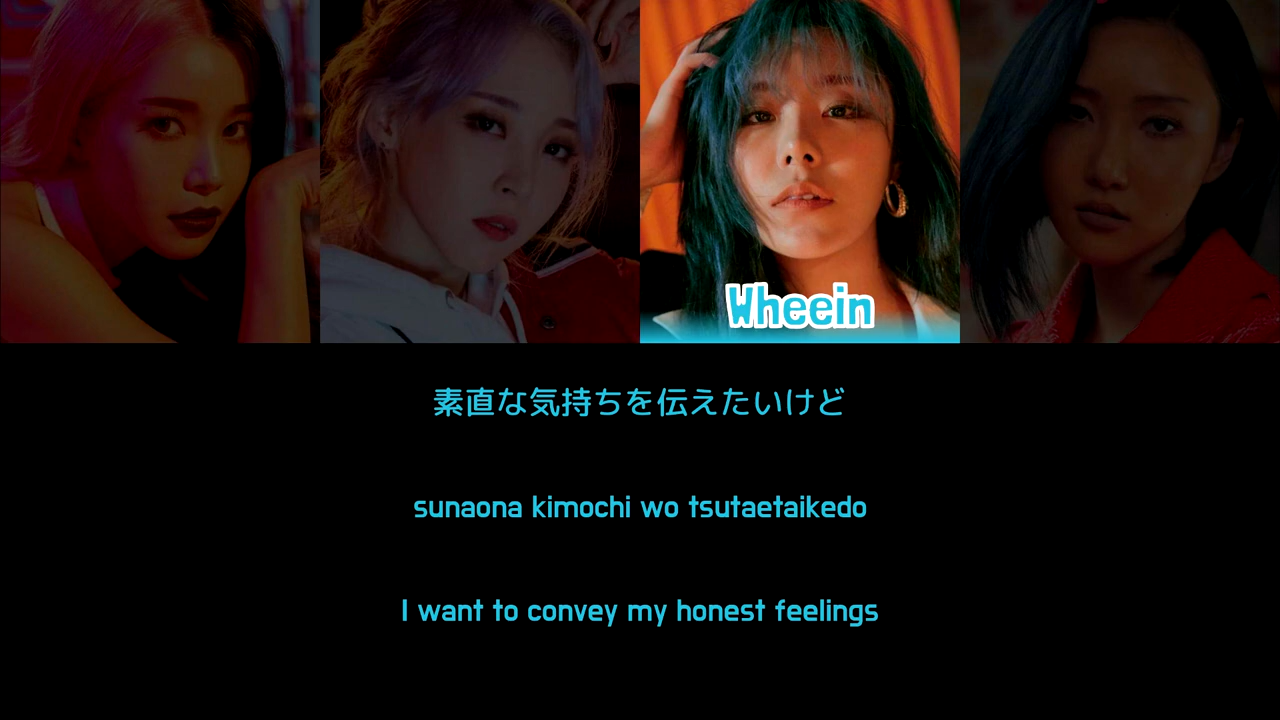 Wheein
素直な気持ちを伝えたいけど
sunaona kimochi wo tsutaetaikedo
I want to convey my honest feelings